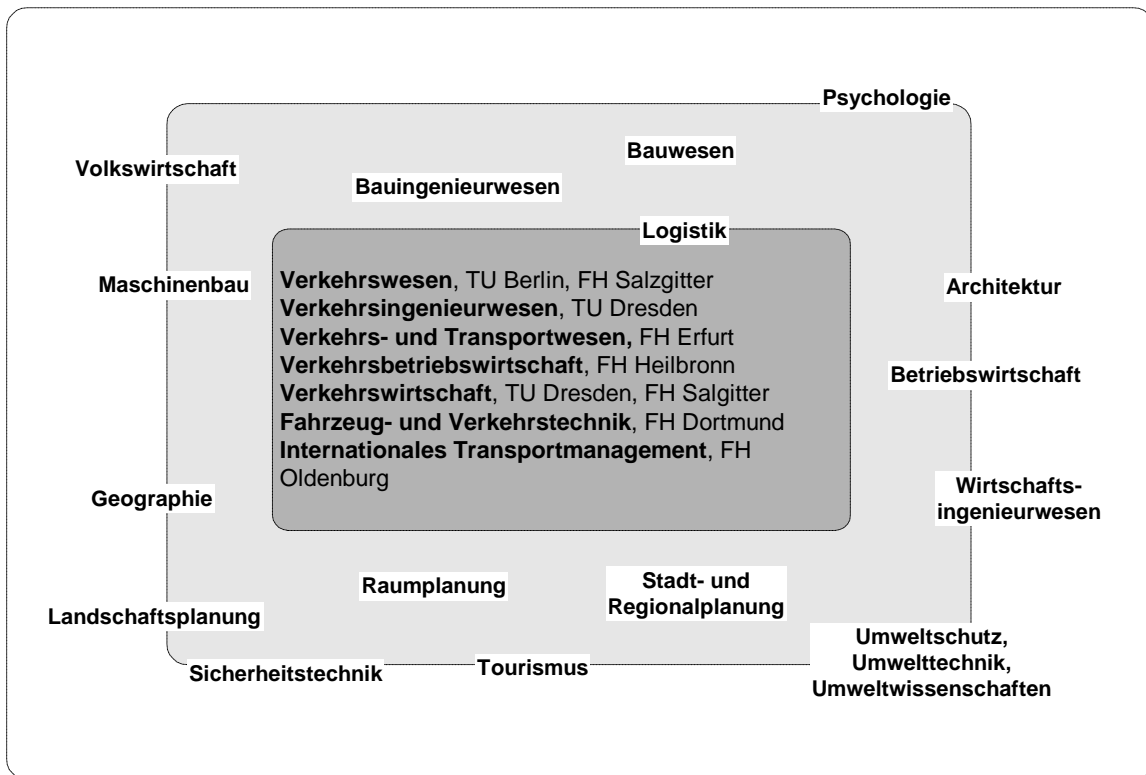 Psychologie
Bauwesen
Volkswirtschaft
Bauingenieurwesen
Logistik
Maschinenbau
Verkehrswesen, TU Berlin, FH Salzgitter
Verkehrsingenieurwesen, TU Dresden
Verkehrs- und Transportwesen, FH Erfurt
Verkehrsbetriebswirtschaft, FH Heilbronn
Verkehrswirtschaft, TU Dresden, FH Salgitter
Fahrzeug- und Verkehrstechnik, FH Dortmund
Internationales Transportmanagement, FH
Oldenburg
Architektur
Betriebswirtschaft
Geographie
Wirtschafts-
ingenieurwesen
Raumplanung
Stadt- und
Regionalplanung
Landschaftsplanung
Sicherheitstechnik
Tourismus
Umweltschutz,
Umwelttechnik,
Umweltwissenschaften